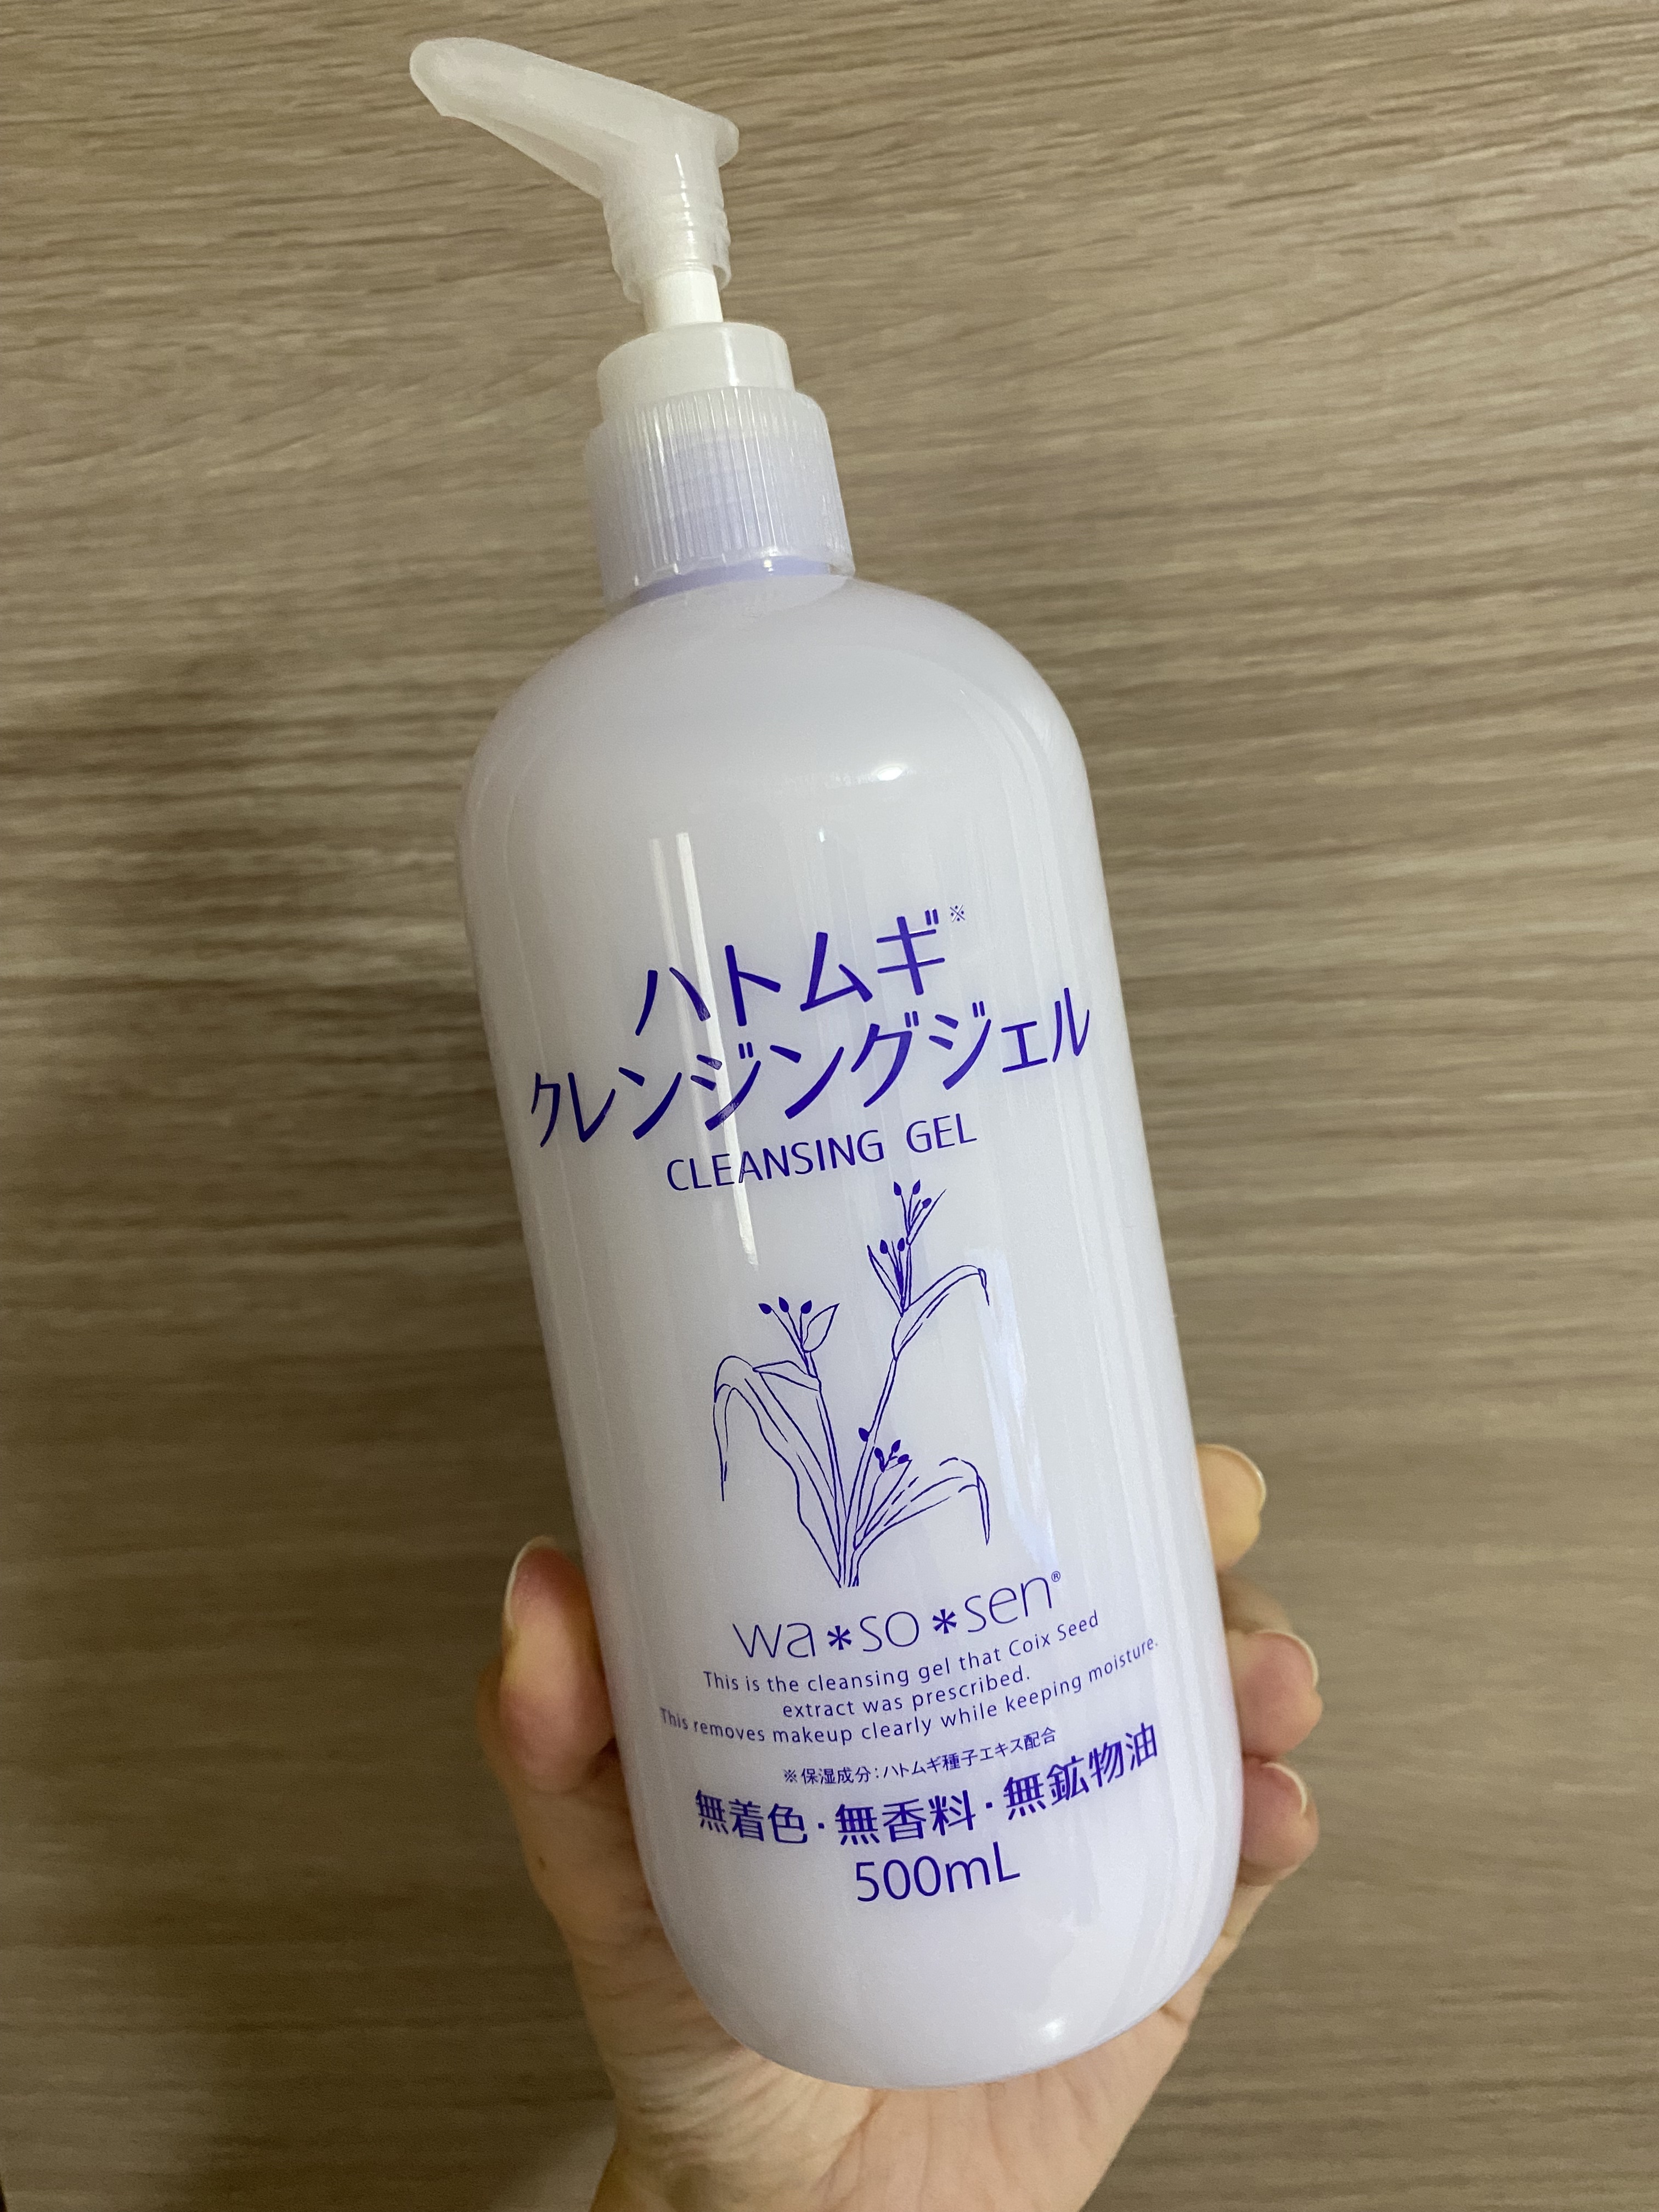 ハトムギ※
クレンジングジェル
CLEANSING GEL
wa*so*sen®
This is the cleansing gel that Coix Seed
extract was prescribed.
This removes makeup clearly while keeping moisture.
※保湿成分：ハトムギ種子エキス配合
無着色・無香料・無鉱物油
500mL